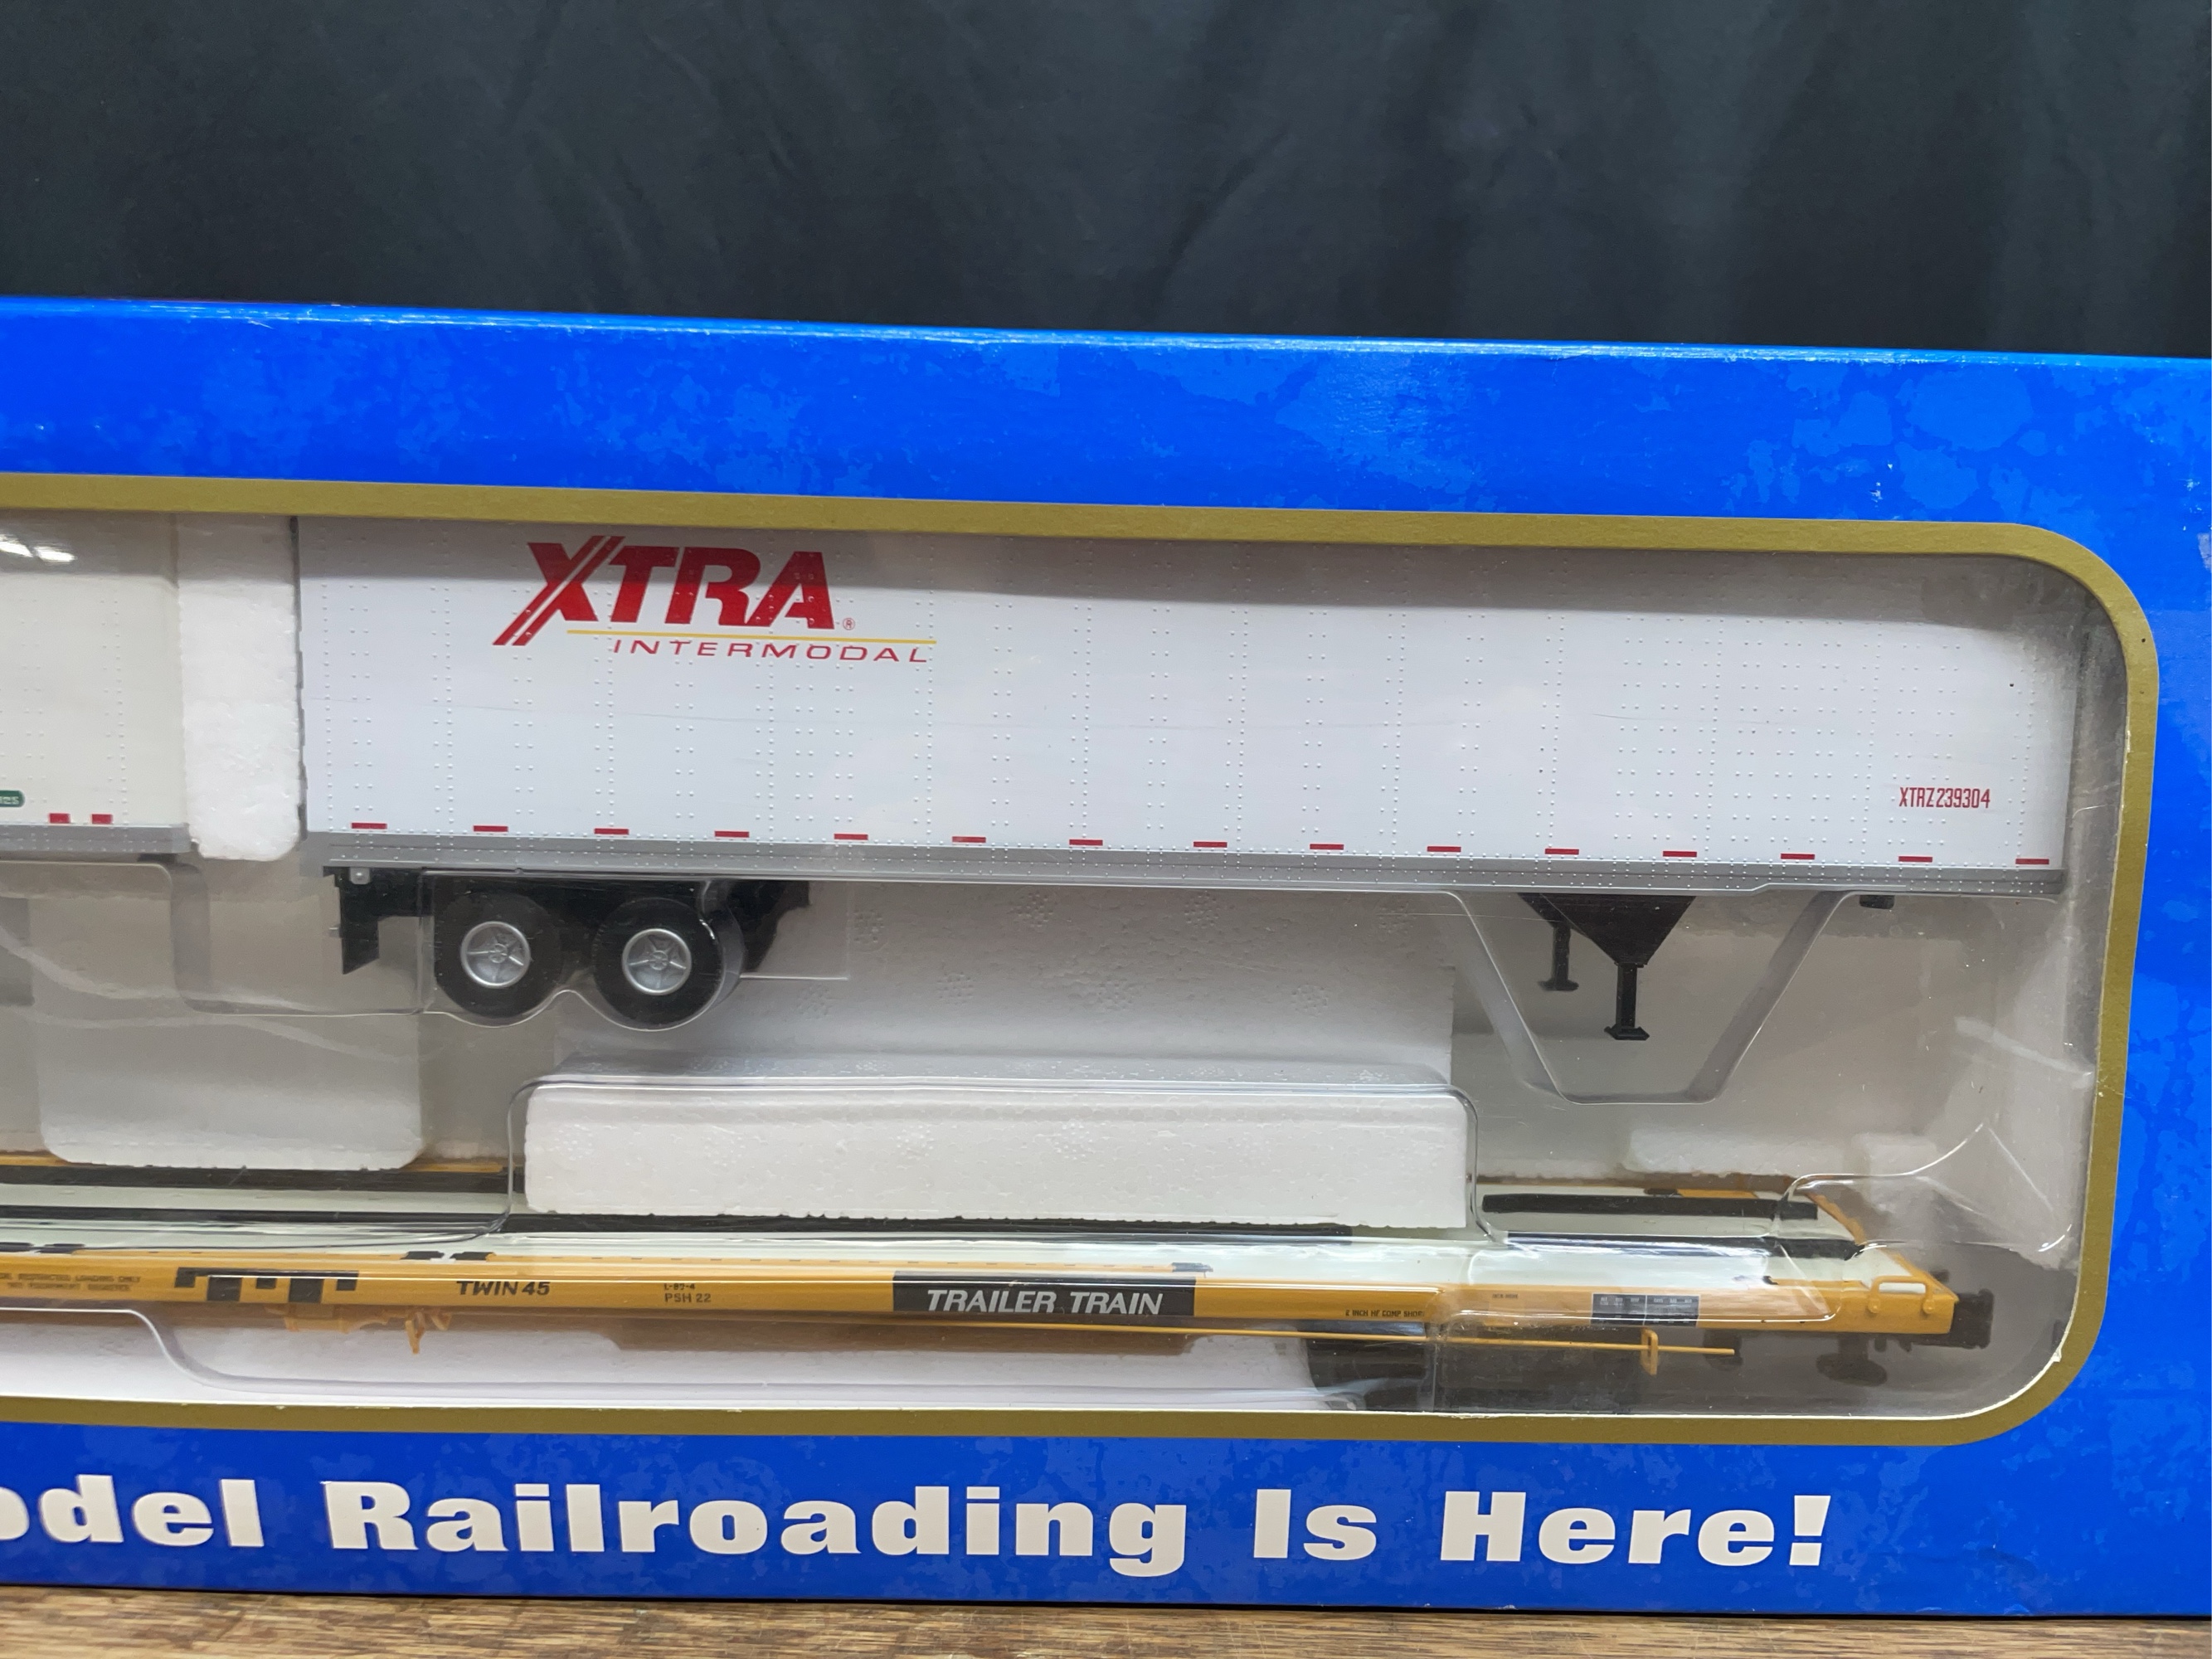 XTRA®
INTERMODAL
XTRZ239304
TWIN 45
PSH 22
TRAILER TRAIN
odel Railroading Is Here!